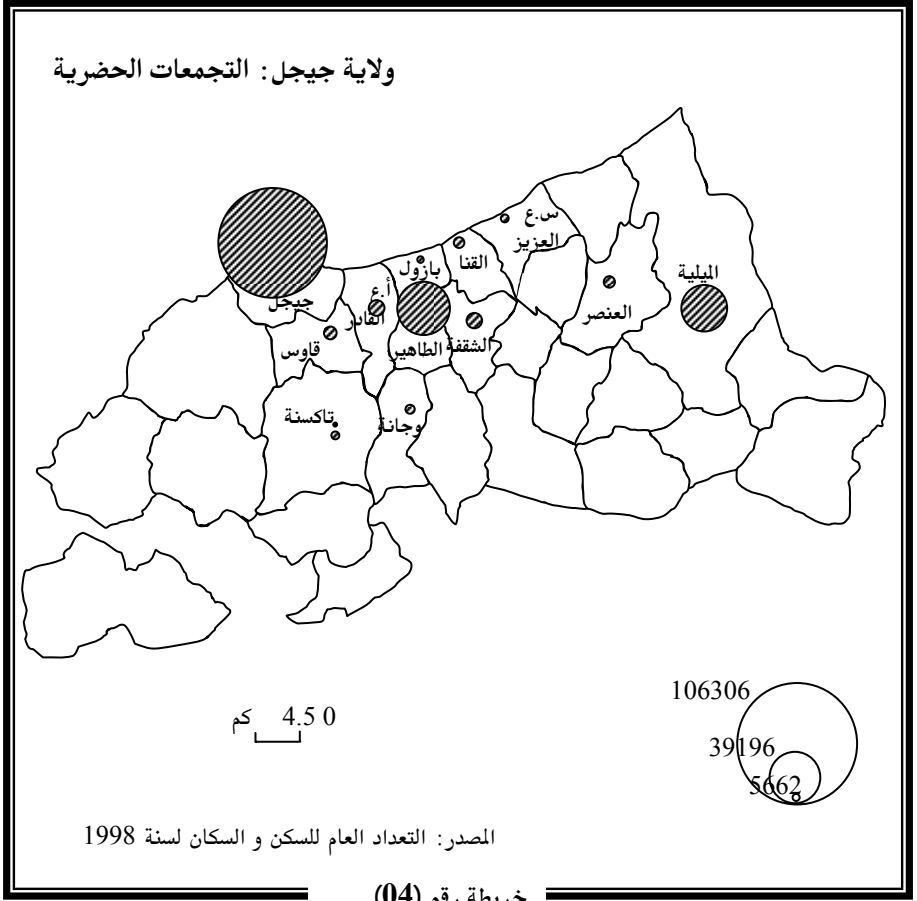 ولاية جيجل: التجمعات الحضرية
س.ع
العزيز
القنا
بازول
الميلية
أ.ع
القادر
العنصر
جيجل
قاوس
الطاهير
الشقفة
تاكسنة
وجانة
106306
39196
5662
كم 4.5 0
المصدر: التعداد العام للسكن و السكان لسنة 1998
خريطة رقم (04)